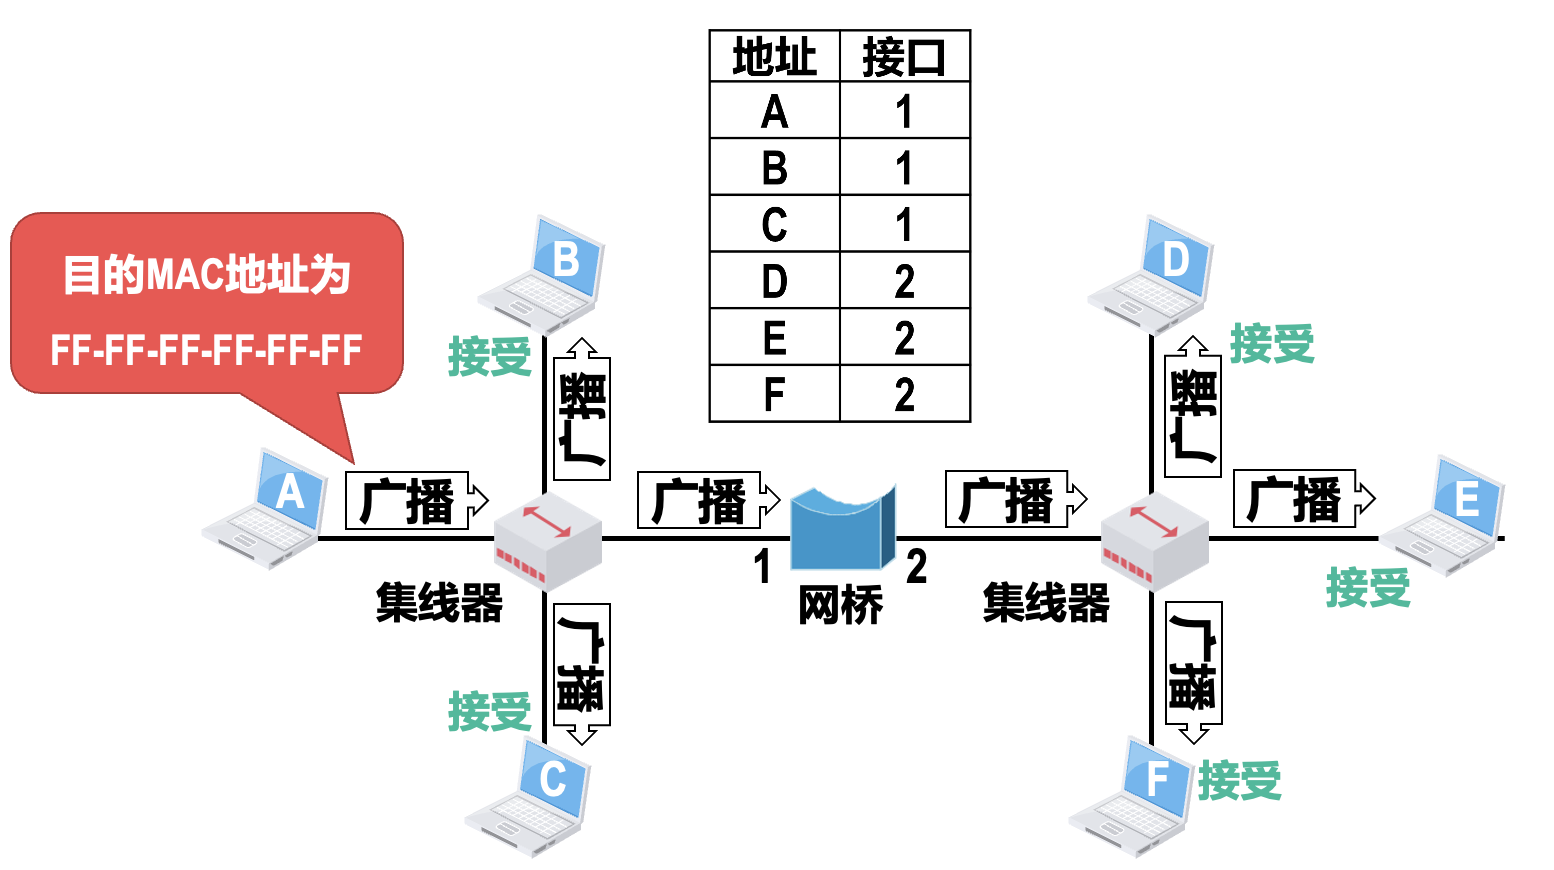 地址 接口
A 1
B 1
C 1
D 2
E 2
F 2
目的MAC地址为
FF-FF-FF-FF-FF-FF
B
接受
D
接受
广播
广播
A
广播
广播
广播
广播
E
接受
1
2
集线器
网桥
集线器
广播
广播
接受
C
F
接受